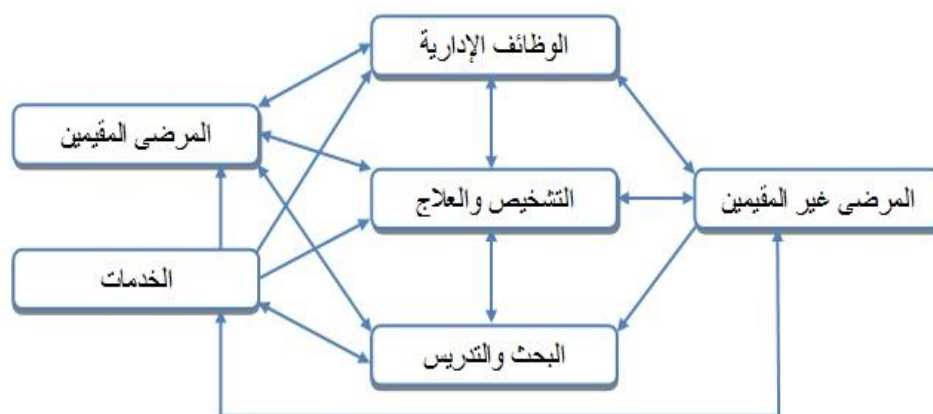 الوظائف الإدارية
المرضى المقيمين
التشخيص والعلاج
المرضى غير المقيمين
الخدمات
البحث والتدريس